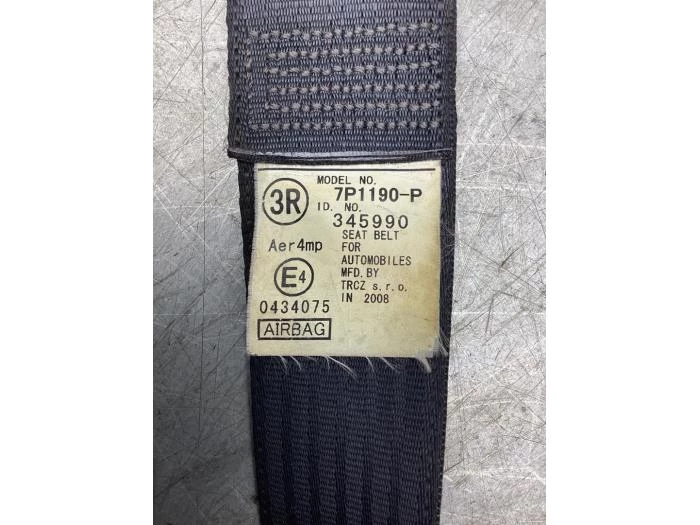 MODEL NO.
3R 7P1190-P
ID. NO.
345990
Aer4mp
SEAT BELT
FOR
AUTOMOBILES
E4
MFD. BY
TRCZ s.r.o.
0434075
IN 2008
AIRBAG